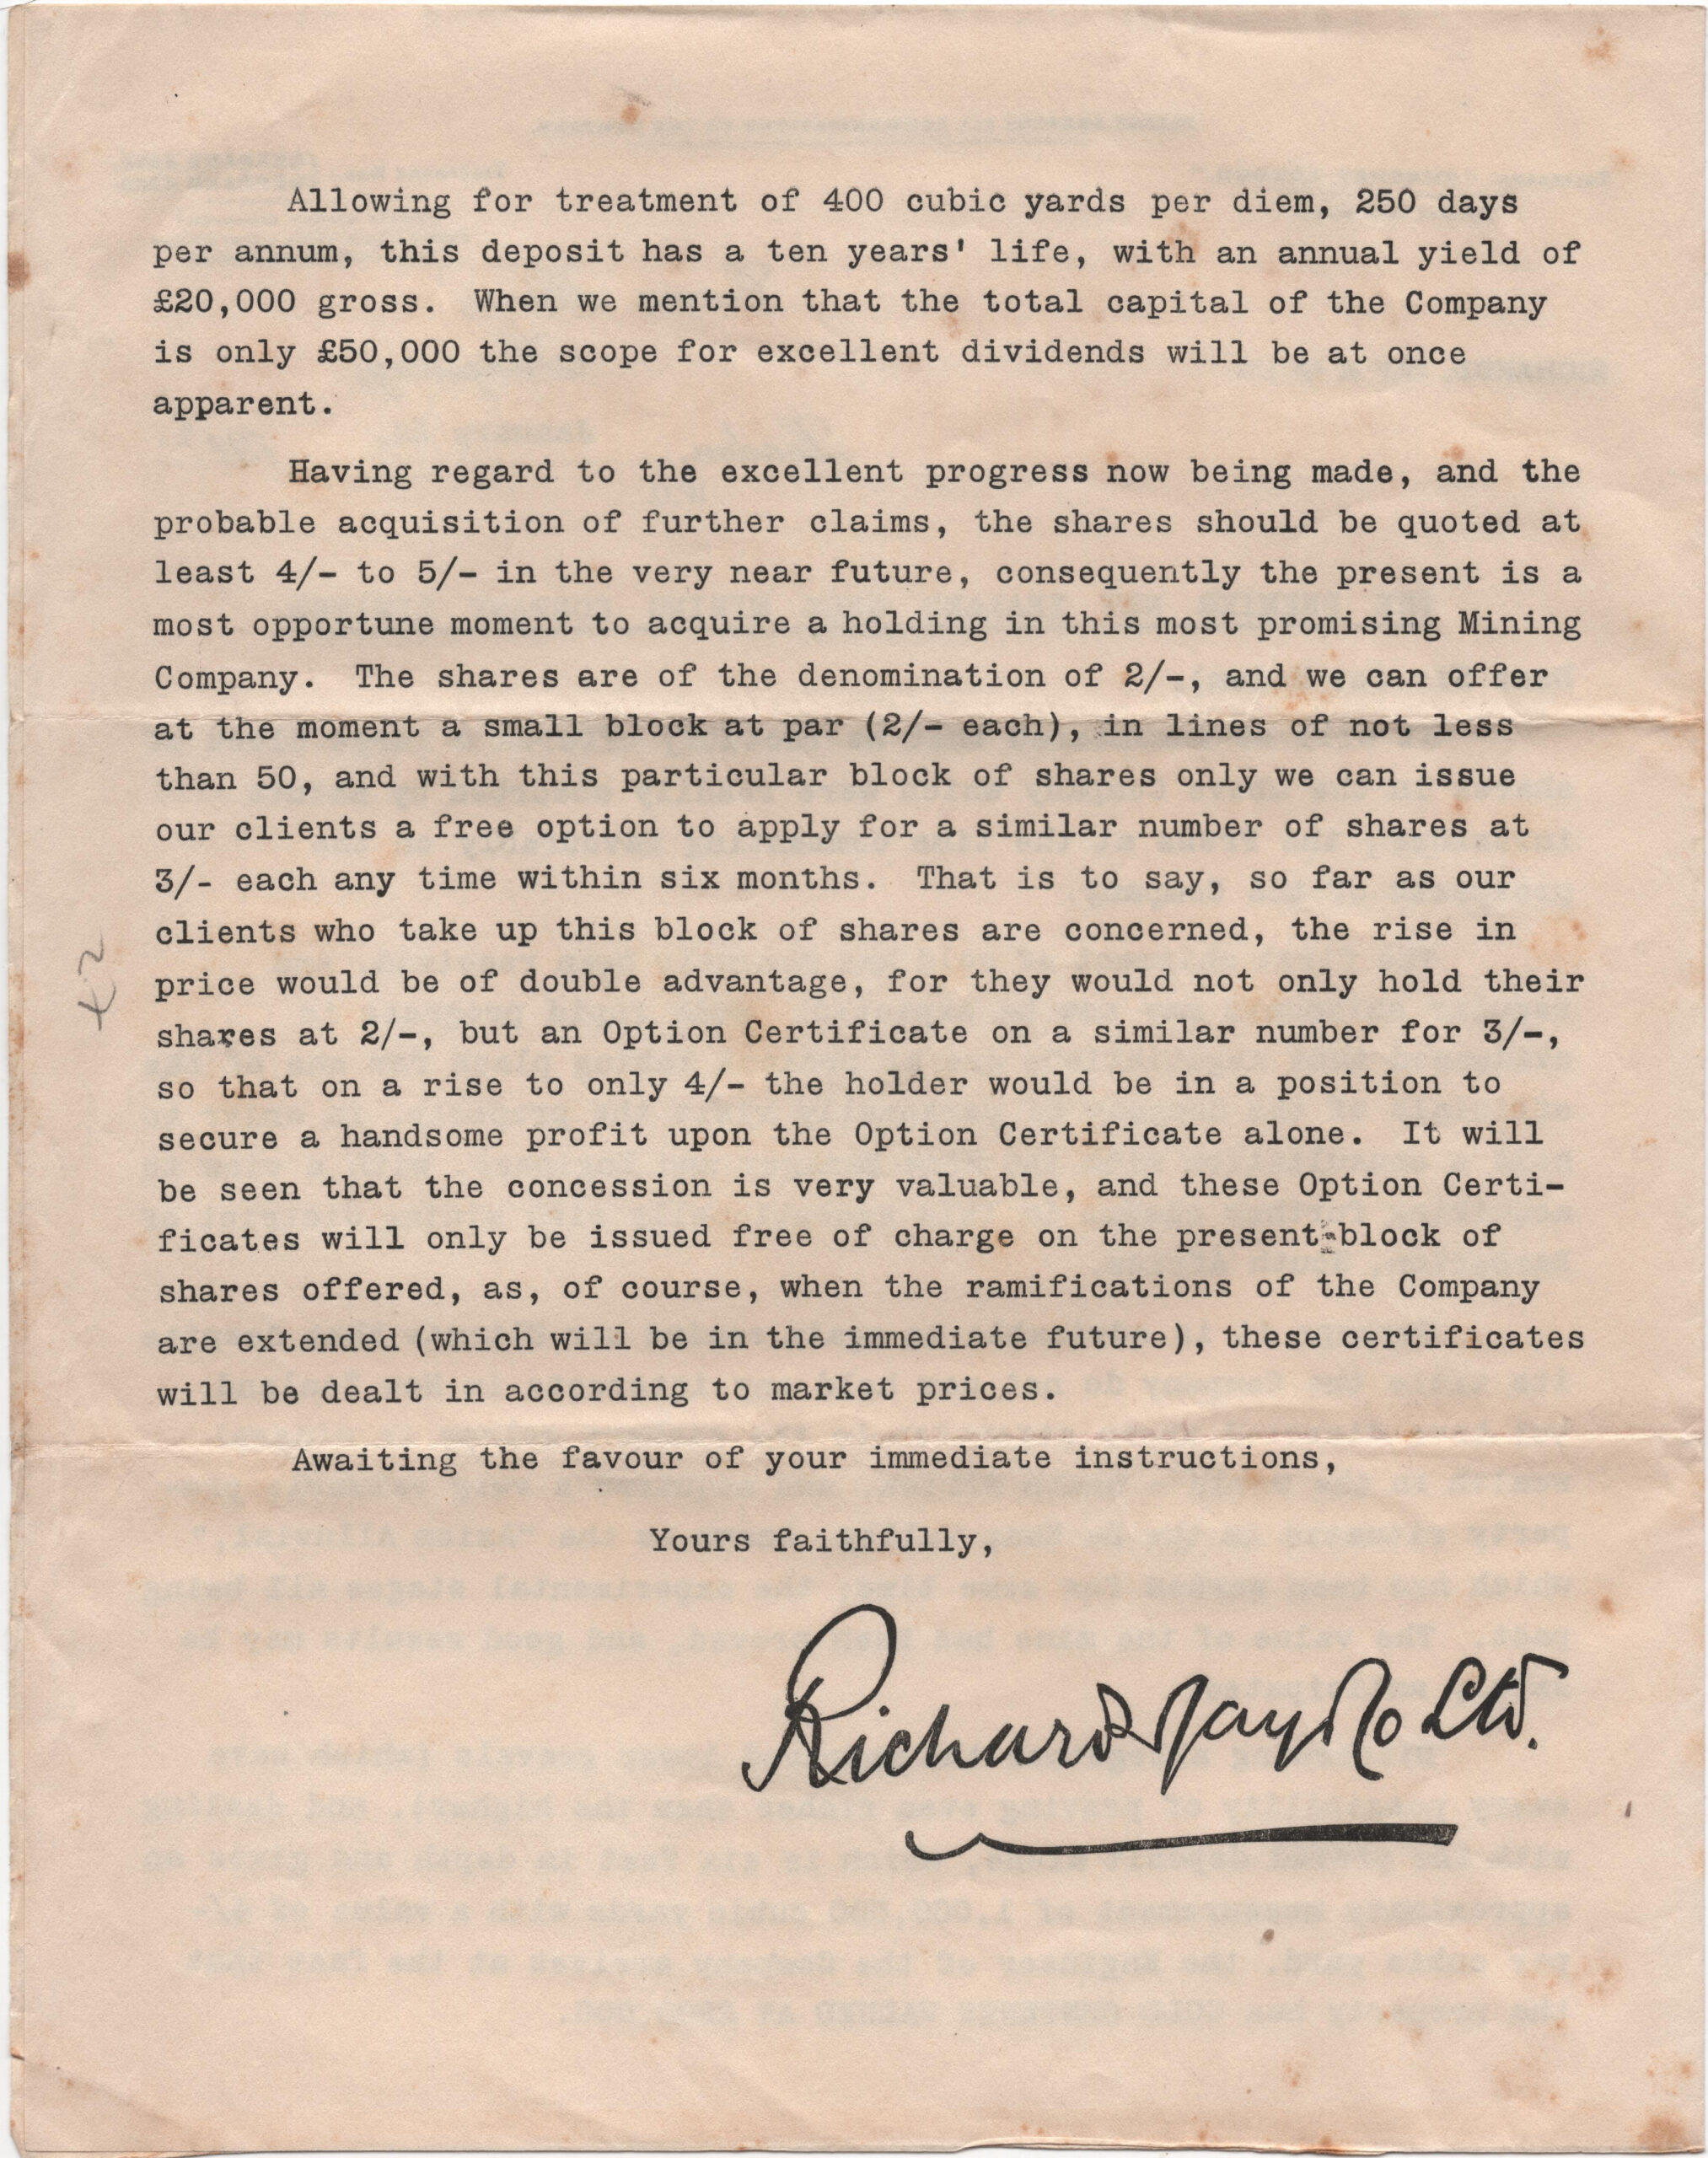 Allowing for treatment of 400 cubic yards per diem, 250 days
per annum, this deposit has a ten years' life, with an annual yield of
£20,000 gross. When we mention that the total capital of the Company
is only £50,000 the scope for excellent dividends will be at once
apparent.
Having regard to the excellent progress now being made, and the
probable acquisition of further claims, the shares should be quoted at
least 4/- to 5/- in the very near future, consequently the present is a
most opportune moment to acquire a holding in this most promising Mining
Company. The shares are of the denomination of 2/-, and we can offer
at the moment a small block at par (2/- each), in lines of not less
than 50, and with this particular block of shares only we can issue
our clients a free option to apply for a similar number of shares at
3/- each any time within six months. That is to say, so far as our
clients who take up this block of shares are concerned, the rise in
price would be of double advantage, for they would not only hold their
shares at 2/-, but an Option Certificate on a similar number for 3/-,
so that on a rise to only 4/- the holder would be in a position to
secure a handsome profit upon the Option Certificate alone. It will
be seen that the concession is very valuable, and these Option Certi-
ficates will only be issued free of charge on the present block of
shares offered, as, of course, when the ramifications of the Company
are extended (which will be in the immediate future), these certificates
will be dealt in according to market prices.
Awaiting the favour of your immediate instructions,
Yours faithfully,
Richard Jay & Co Ltd.